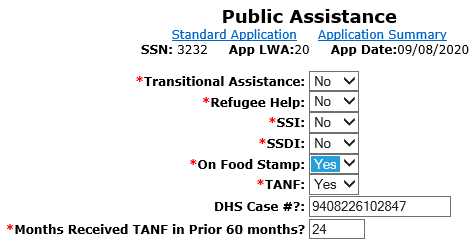 Public Assistance
Standard Application Application Summary
SSN: 3232 App LWA:20 App Date:09/08/2020
*Transitional Assistance: No
*Refugee Help: No
*SSI: No
*SSDI: No
*On Food Stamp: Yes
*TANF: Yes
DHS Case #?: 9408226102847
*Months Received TANF in Prior 60 months? 24